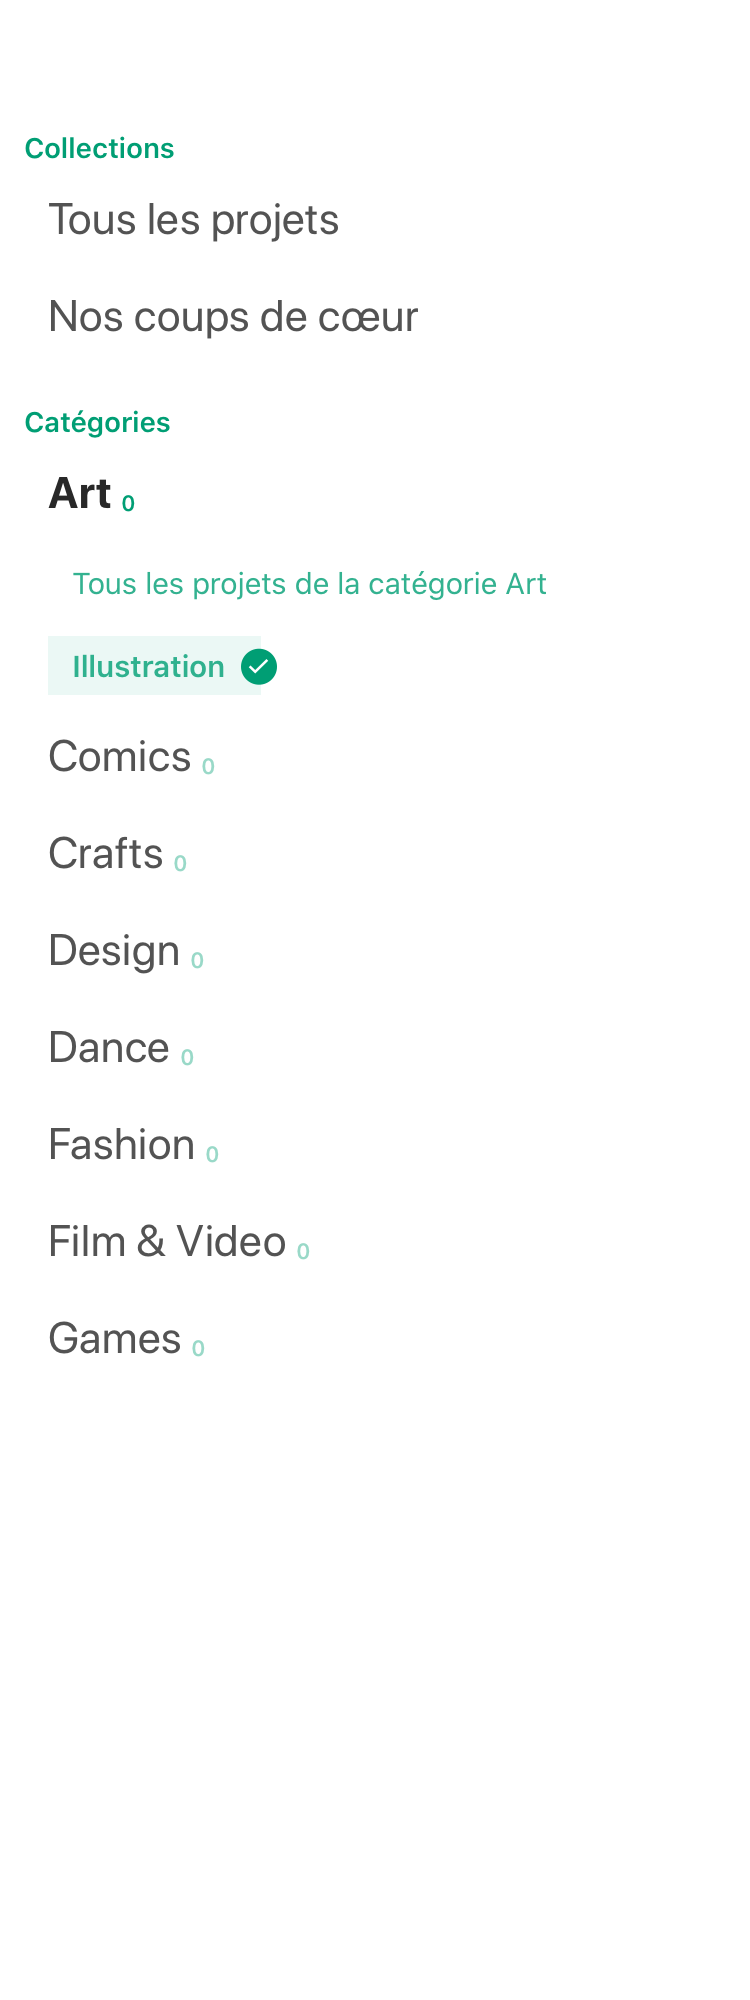 Collections
Tous les projets
Nos coups de cœur
Catégories
Art 0
Tous les projets de la catégorie Art
Illustration
Comics 0
Crafts 0
Design 0
Dance 0
Fashion 0
Film & Video 0
Games 0